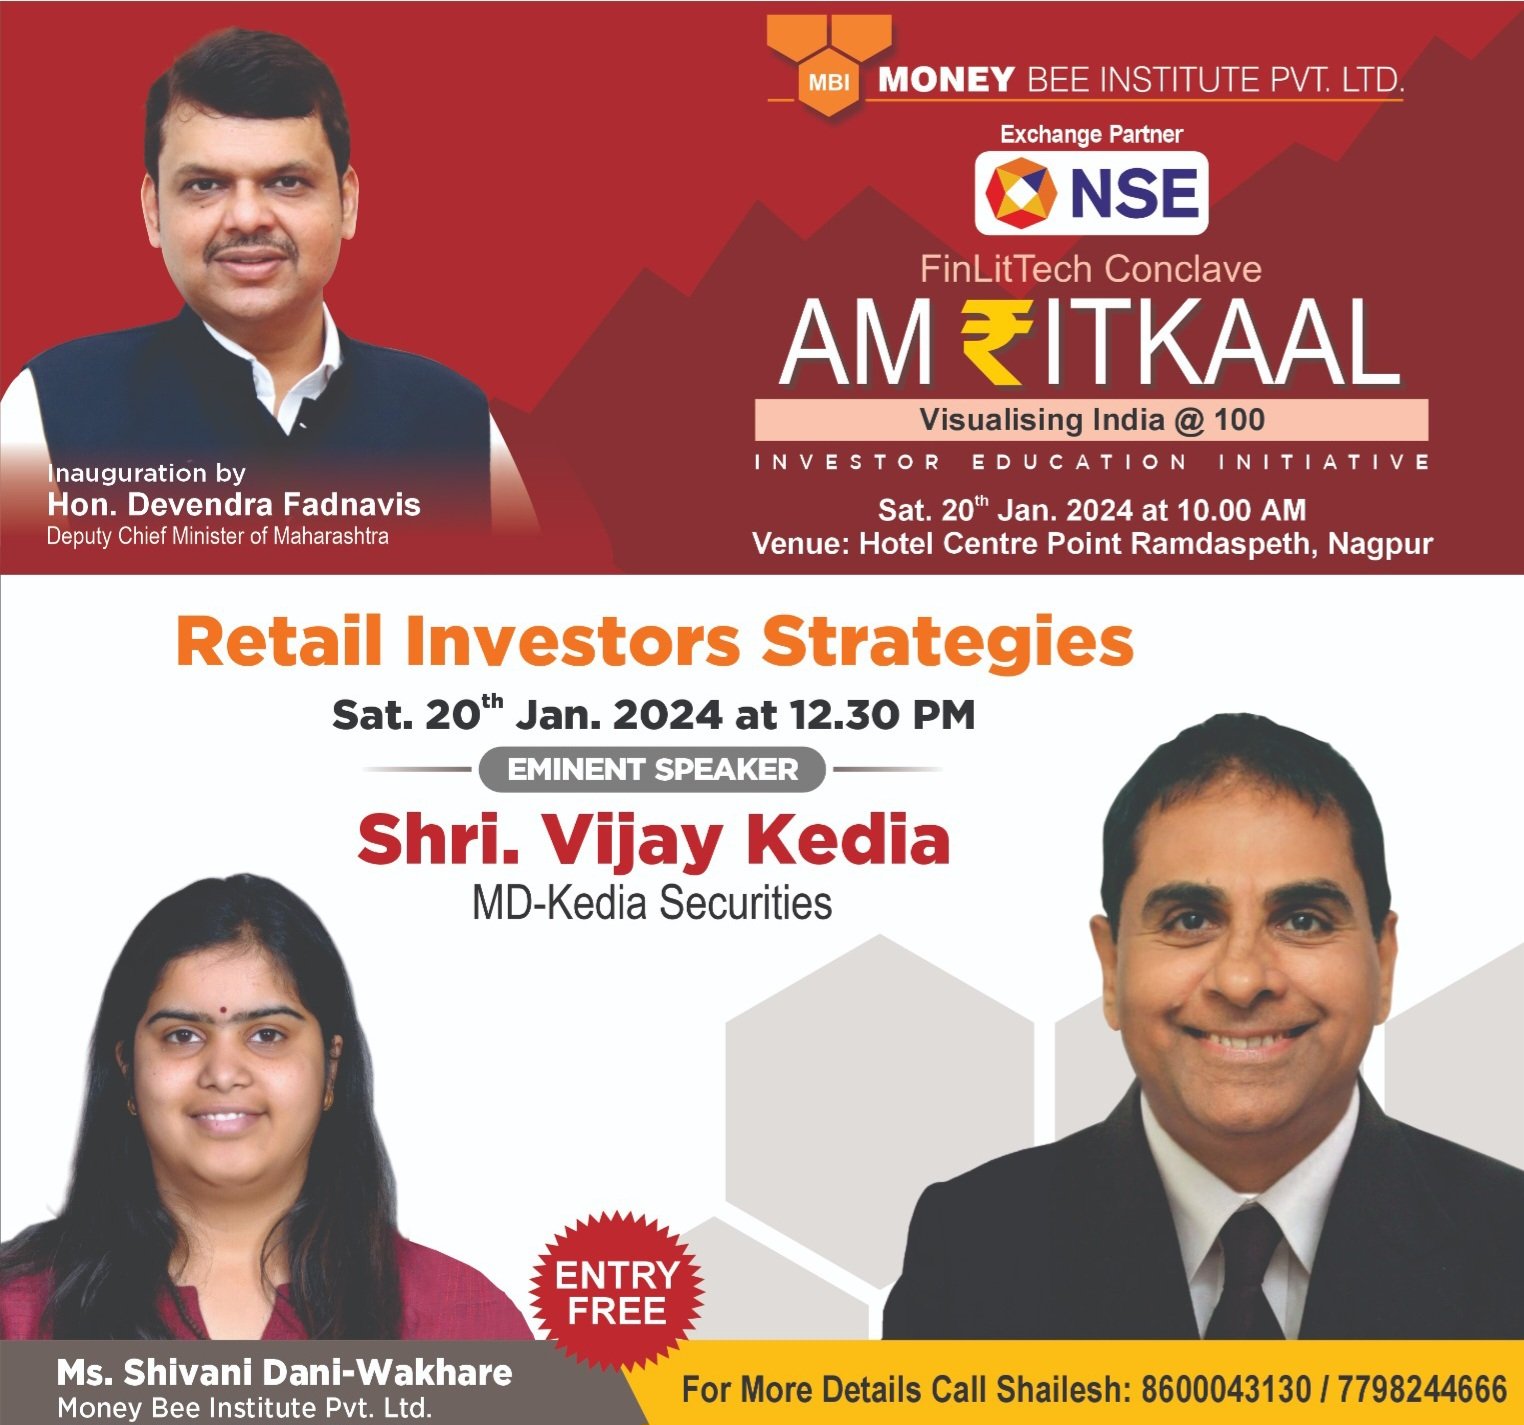 MBI MONEY BEE INSTITUTE PVT. LTD.
Exchange Partner
NSE
FinLitTech Conclave
AM₹ITKAAL
Visualising India @ 100
INVESTOR EDUCATION INITIATIVE
Sat. 20th Jan. 2024 at 10.00 AM
Venue: Hotel Centre Point Ramdaspeth, Nagpur
Inauguration by
Hon. Devendra Fadnavis
Deputy Chief Minister of Maharashtra
Retail Investors Strategies
Sat. 20th Jan. 2024 at 12.30 PM
EMINENT SPEAKER
Shri. Vijay Kedia
MD-Kedia Securities
ENTRY
FREE
Ms. Shivani Dani-Wakhare
Money Bee Institute Pvt. Ltd.
For More Details Call Shailesh: 8600043130 / 7798244666